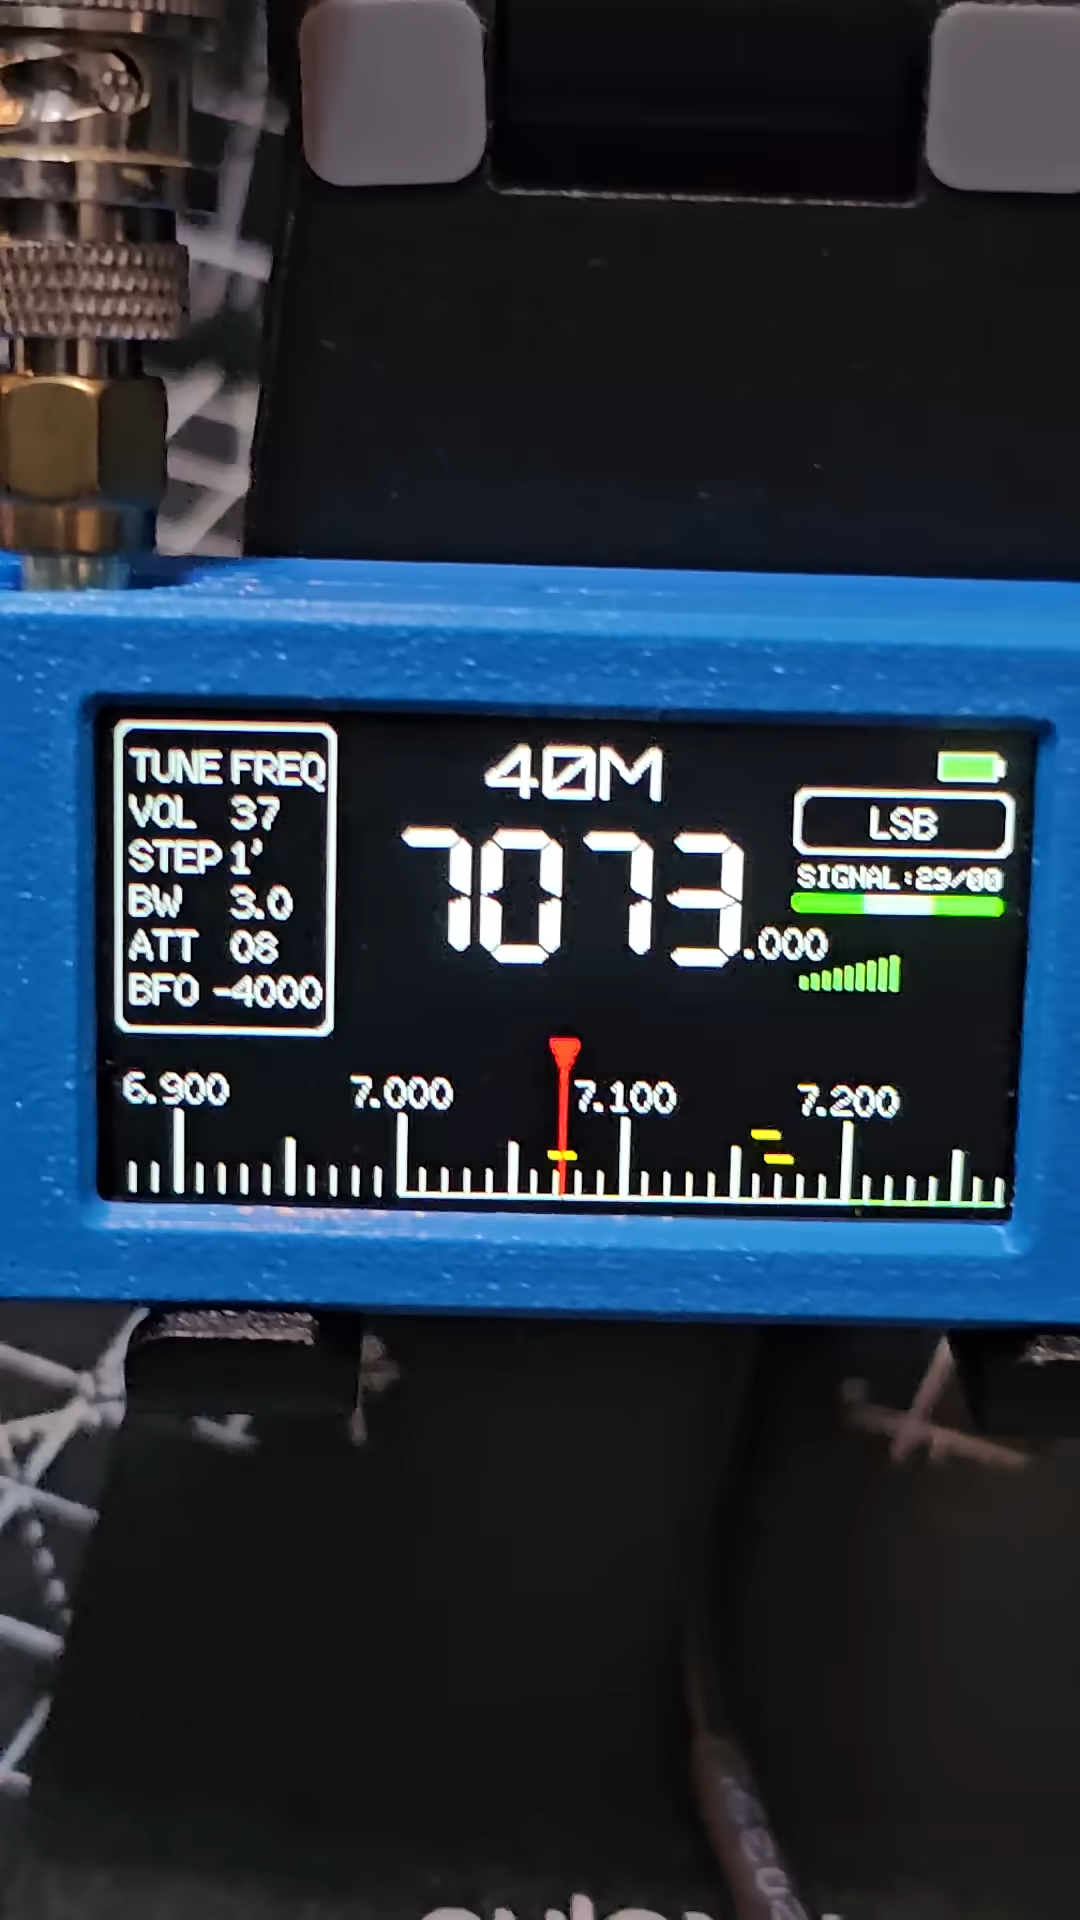 TUNE FREQ
VOL 37
STEP 1'
BW 3.0
ATT 08
BFO -4000
40M
7073.000
LSB
SIGNAL:29/00
6.900 7.000 7.100 7.200